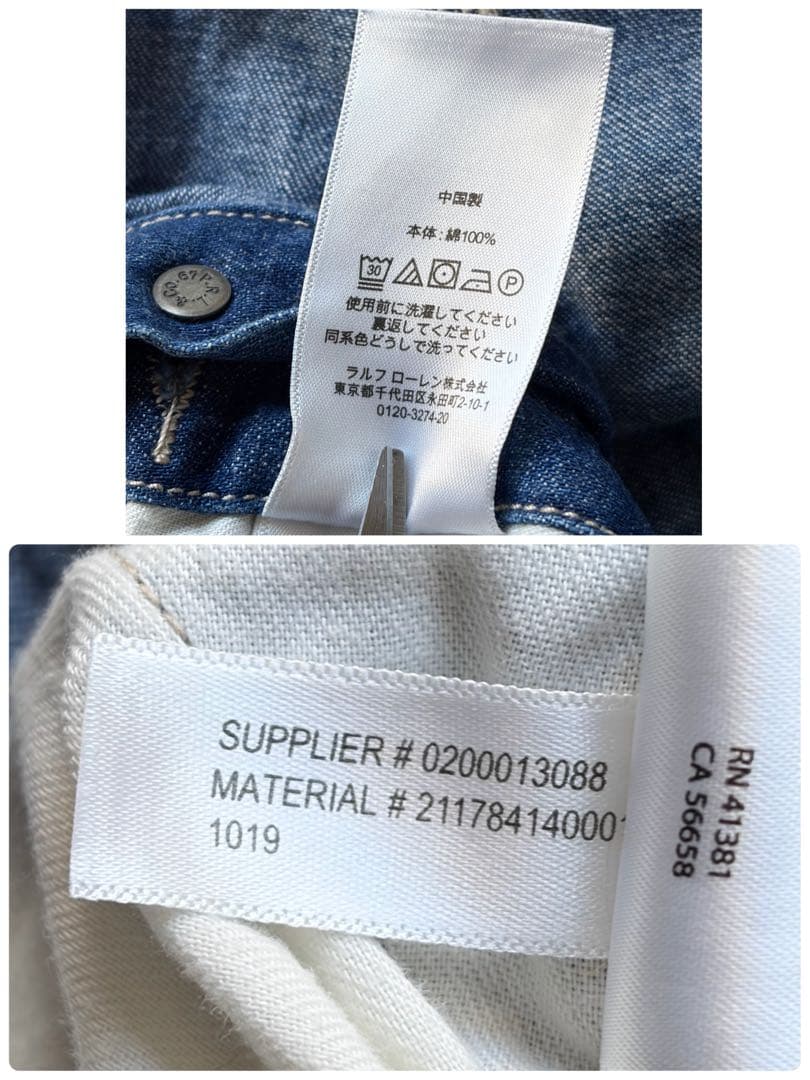 中国製
本体:綿100%
30
P
使用前に洗濯してください
裏返してください
同系色どうしで洗ってください
ラルフ ローレン株式会社
東京都千代田区永田町2-10-1
0120-3274-20
SUPPLIER # 0200013088
MATERIAL # 211784140001
1019
RN 41381
CA 56658